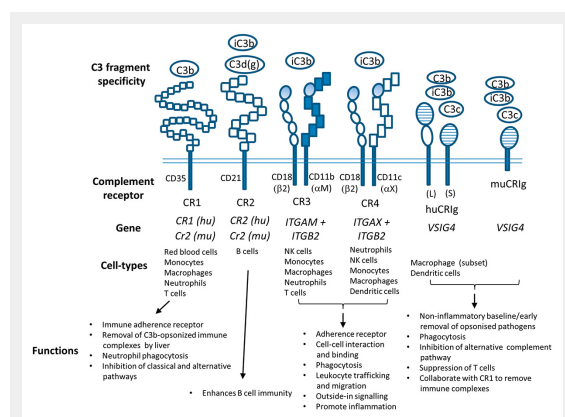 C3 fragment specificity
C3b
iC3b
C3d(g)
iC3b
iC3b
C3b
iC3b
C3c
C3b
iC3b
C3c
Complement receptor
CD35
CR1
CD21
CR2
CD18 (β2)
CD11b (αM)
CR3
CD18 (β2)
CD11c (αX)
CR4
(L)
(S)
huCRIg
muCRIg
Gene
CR1 (hu)
Cr2 (mu)
CR2 (hu)
Cr2 (mu)
ITGAM +
ITGB2
ITGAX +
ITGB2
VSIG4
VSIG4
Cell-types
Red blood cells
Monocytes
Macrophages
Neutrophils
T cells
B cells
NK cells
Monocytes
Macrophages
Neutrophils
T cells
Neutrophils
NK cells
Monocytes
Macrophages
Dendritic cells
Macrophage (subset)
Dendritic cells
Functions
• Immune adherence receptor
• Removal of C3b-opsonized immune
complexes by liver
• Neutrophil phagocytosis
• Inhibition of classical and alternative
pathways
• Enhances B cell immunity
• Adherence receptor
• Cell-cell interaction
and binding
• Phagocytosis
• Leukocyte trafficking
and migration
• Outside-in signalling
• Promote inflammation
• Non-inflammatory baseline/early
removal of opsonised pathogens
• Phagocytosis
• Inhibition of alternative complement
pathway
• Suppression of T cells
• Collaborate with CR1 to remove
immune complexes